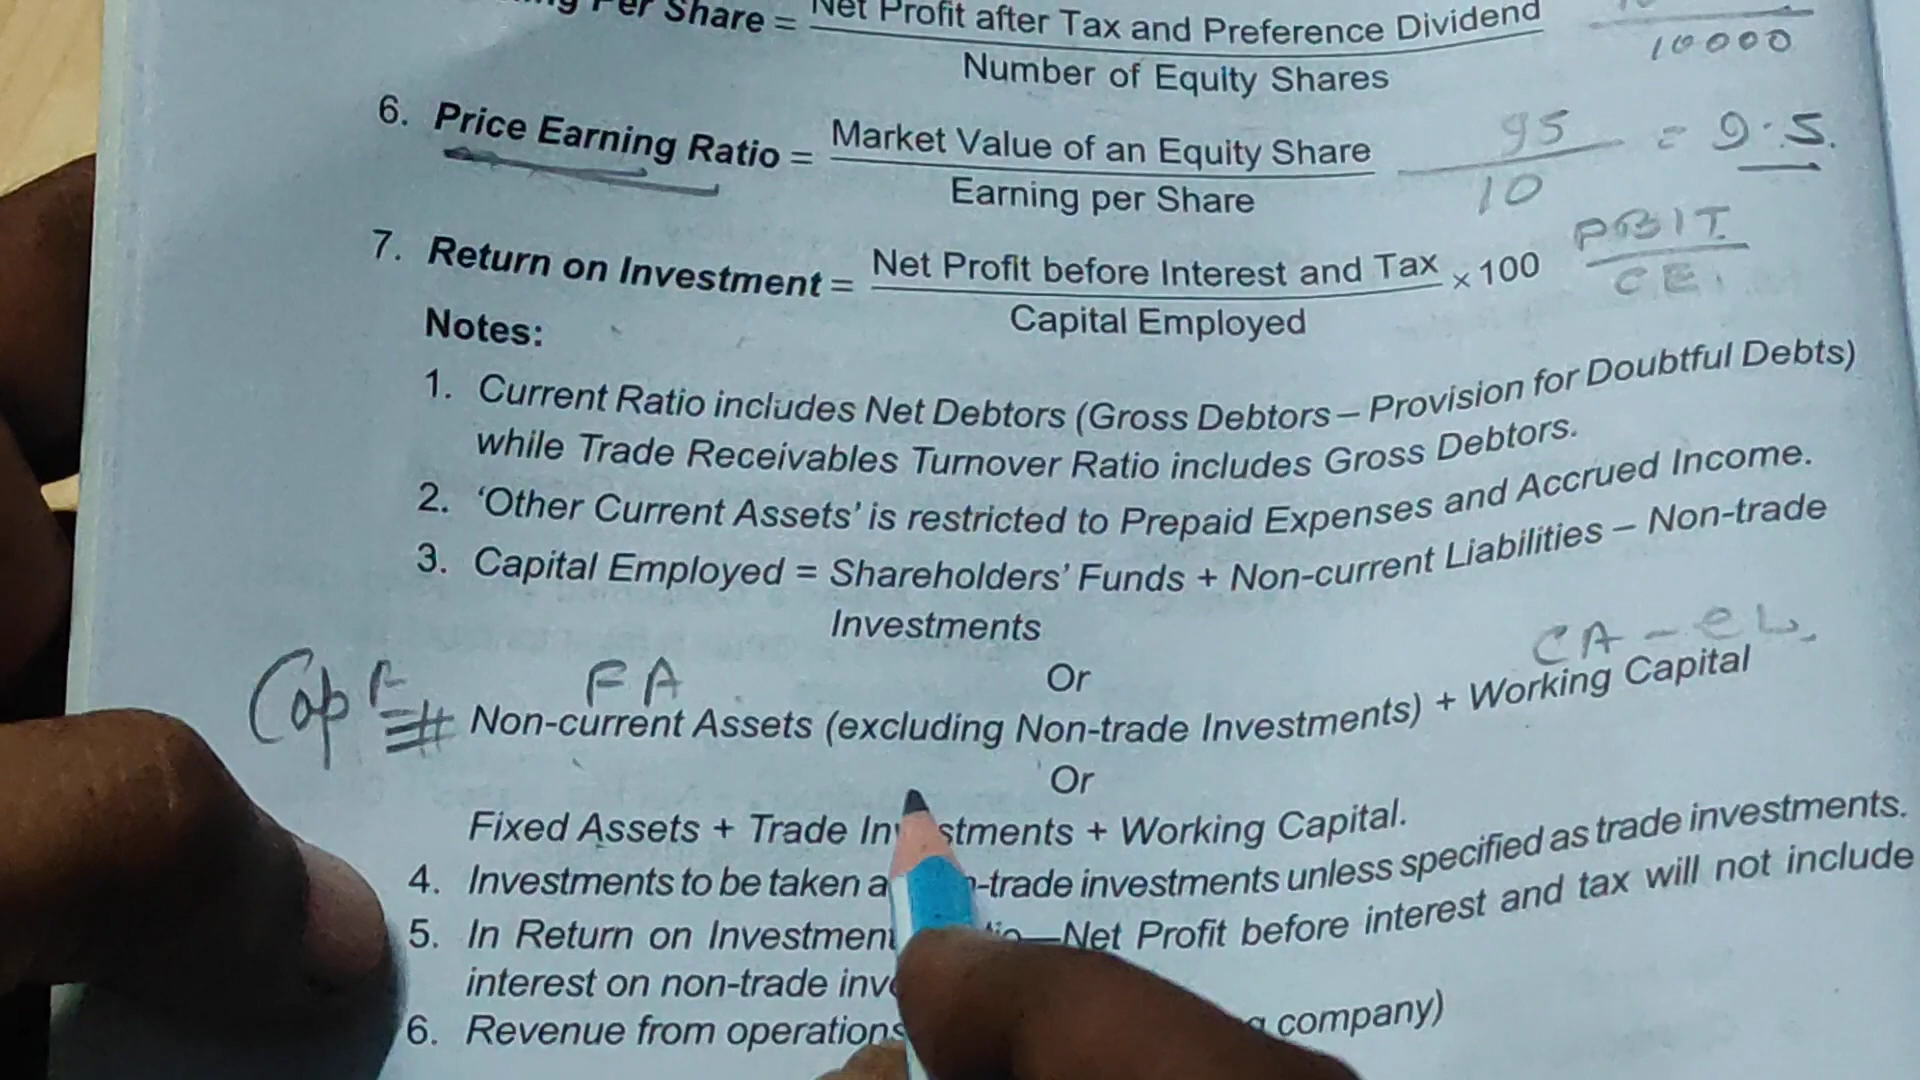 Per Share = Net Profit after Tax and Preference Dividend
Number of Equity Shares
10000
6. Price Earning Ratio = Market Value of an Equity Share
Earning per Share
95 = 9.5.
10
7. Return on Investment = Net Profit before Interest and Tax × 100
Capital Employed
PBIT.
CE.
Notes:
1. Current Ratio includes Net Debtors (Gross Debtors – Provision for Doubtful Debts)
while Trade Receivables Turnover Ratio includes Gross Debtors.
2. ‘Other Current Assets’ is restricted to Prepaid Expenses and Accrued Income.
3. Capital Employed = Shareholders’ Funds + Non-current Liabilities – Non-trade
Investments
CA - CL.
FA
Or
Cap
Non-current Assets (excluding Non-trade Investments) + Working Capital
Or
Fixed Assets + Trade Investments + Working Capital.
4. Investments to be taken -trade investments unless specified as trade investments.
5. In Return on Investment —Net Profit before interest and tax will not include
interest on non-trade
6. Revenue from operations company)